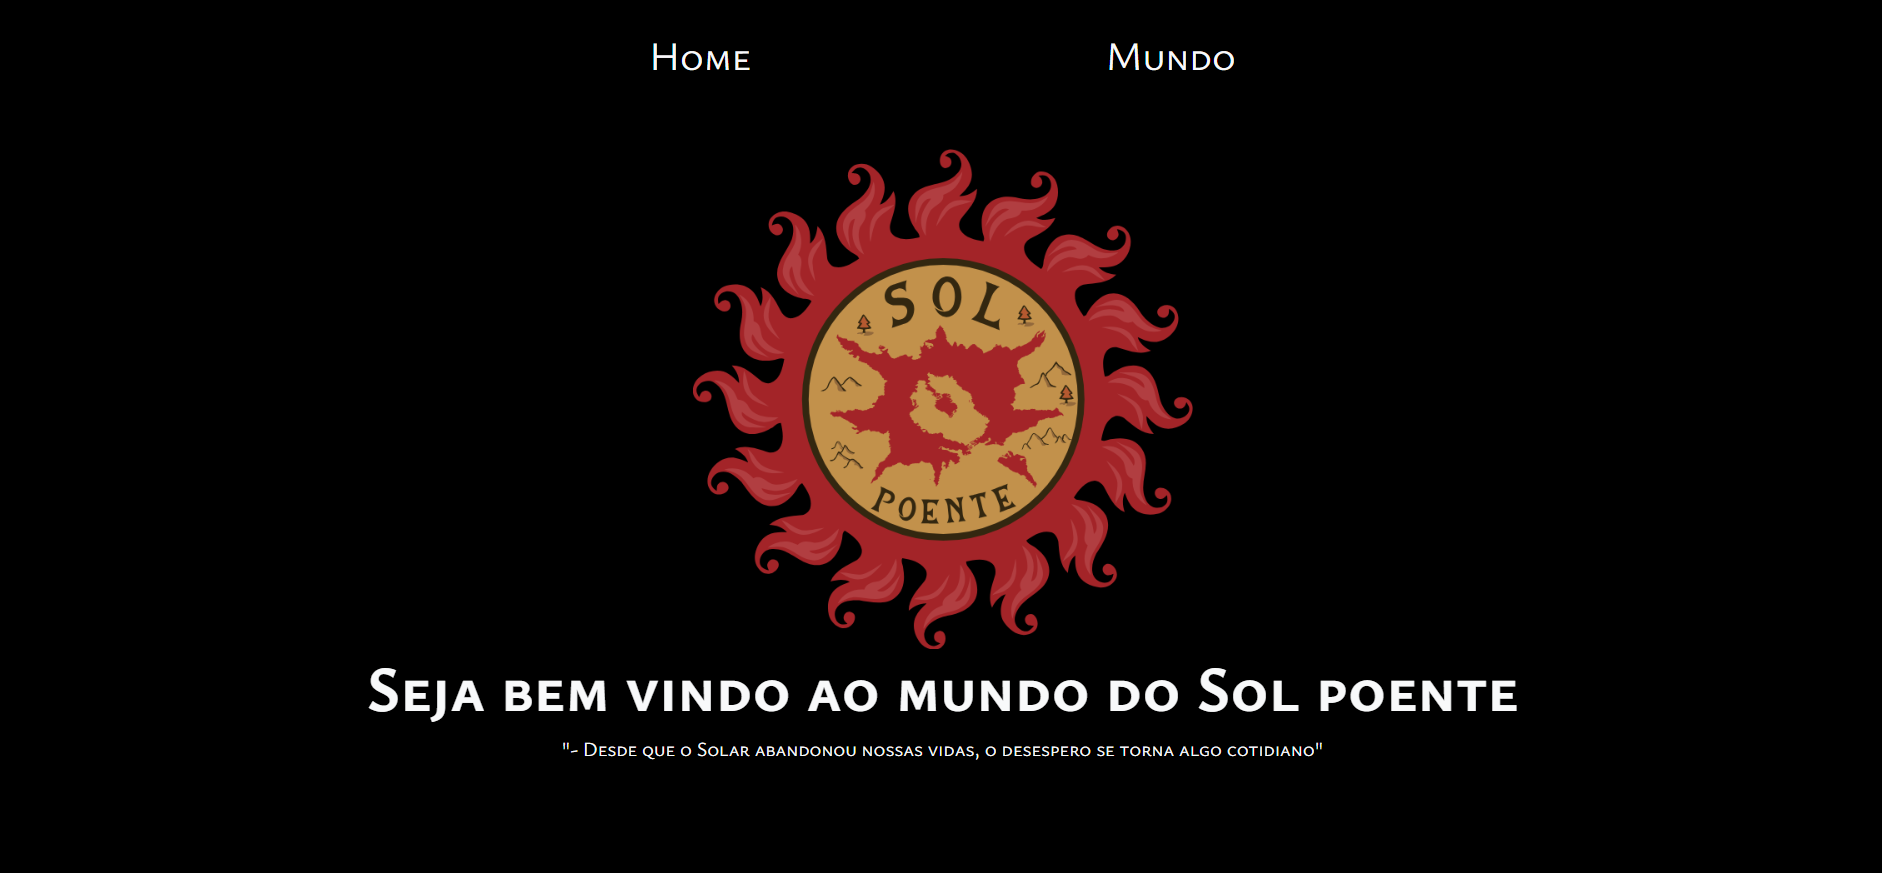 Home Mundo
SOL
POENTE
Seja bem vindo ao mundo do Sol poente
"- Desde que o Solar abandonou nossas vidas, o desespero se torna algo cotidiano"